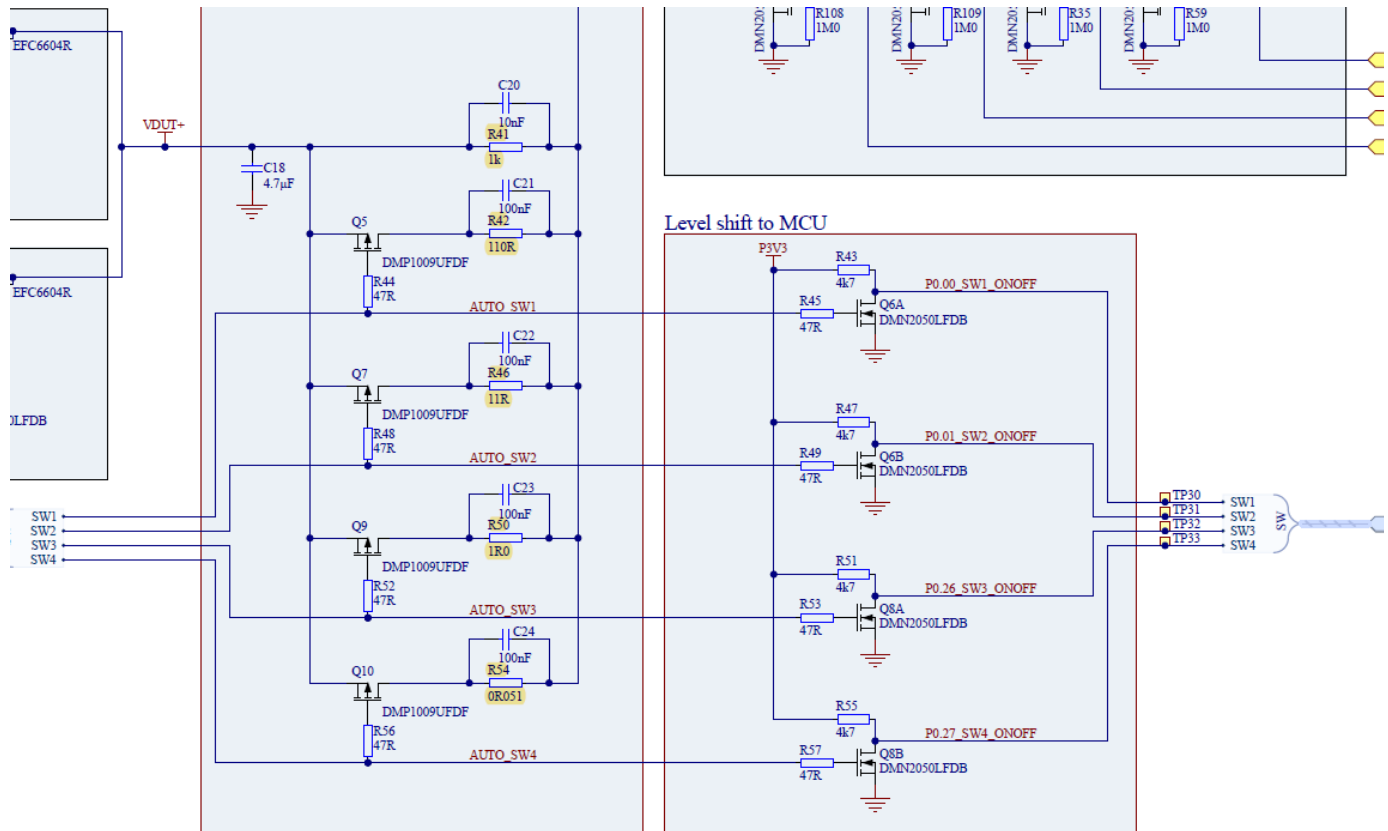 EFC6604R
VDUT+
C18
4.7µF
C20
10nF
R41
1k
C21
100nF
R42
110R
Q5
DMP1009UFDF
R44
47R
AUTO_SW1
C22
100nF
R46
11R
Q7
DMP1009UFDF
R48
47R
AUTO_SW2
C23
100nF
R50
1R0
Q9
DMP1009UFDF
R52
47R
AUTO_SW3
C24
100nF
R54
0R051
Q10
DMP1009UFDF
R56
47R
AUTO_SW4
EFC6604R
SW1
SW2
SW3
SW4
R108
1M0
R109
1M0
R35
1M0
R59
1M0
Level shift to MCU
P3V3
R43
4k7
P0.00_SW1_ONOFF
R45
47R
Q6A
DMN2050LFDB
R47
4k7
P0.01_SW2_ONOFF
R49
47R
Q6B
DMN2050LFDB
R51
4k7
P0.26_SW3_ONOFF
R53
47R
Q8A
DMN2050LFDB
R55
4k7
P0.27_SW4_ONOFF
R57
47R
Q8B
DMN2050LFDB
TP30
TP31
TP32
TP33
SW1
SW2
SW3
SW4
SW